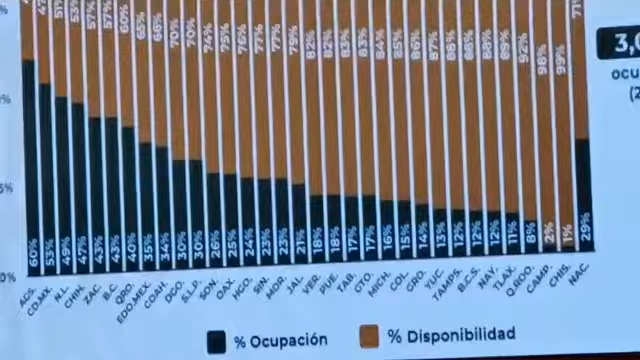 51% 53% 57% 57% 60% 65% 66% 70% 70% 74% 75% 76% 77% 77% 79% 82% 82% 83% 83% 84% 85% 86% 87% 88% 88% 88% 89% 92% 98% 99% 71%
3,0
ocu
(2
60% 53% 49% 47% 43% 43% 40% 35% 34% 30% 30% 26% 25% 24% 23% 23% 21% 18% 18% 17% 17% 16% 15% 14% 13% 12% 12% 12% 11% 8% 2% 1% 29%
0%
AGS. CD.MX. N.L. CHIH. ZAC. B.C. QRO. EDO.MEX. COAH. DGO. S.L.P. SON. OAX. HGO. SIN. MOR. JAL. VER. PUE. TAB. GTO. MICH. COL. GRO. YUC. TAMPS. B.C.S. NAY. TLAX. Q.ROO. CAMP. CHIS. NAC.
% Ocupación % Disponibilidad